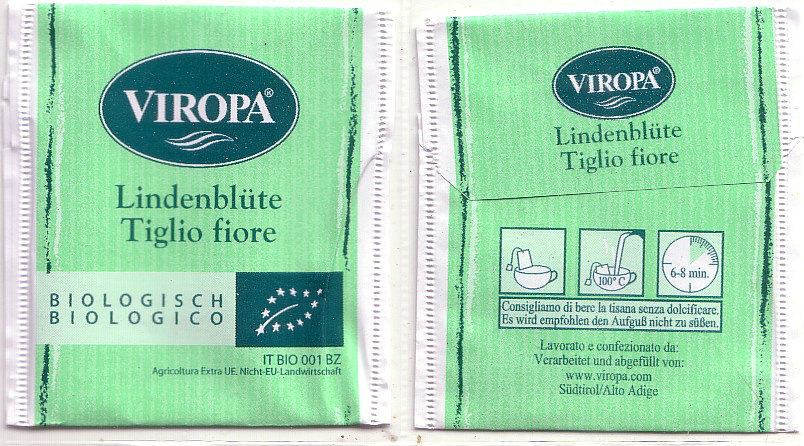 VIROPA®
Lindenblüte
Tiglio fiore
BIOLOGISCH
BIOLOGICO
IT BIO 001 BZ
Agricoltura Extra UE. Nicht-EU-Landwirtschaft
VIROPA®
Lindenblüte
Tiglio fiore
100° C
6-8 min.
Consigliamo di bere la tisana senza dolcificare.
Es wird empfohlen den Aufguß nicht zu süßen.
Lavorato e confezionato da:
Verarbeitet und abgefüllt von:
www.viropa.com
Südtirol/Alto Adige